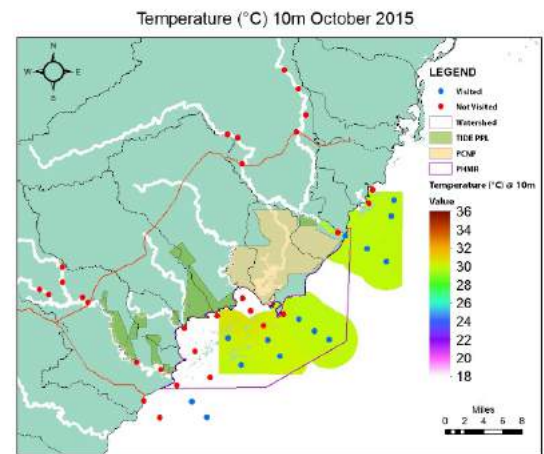 Temperature (°C) 10m October 2015
N
W E
S
LEGEND
Visited
Not Visited
Watershed
TIDE PPL
PCNP
PHMR
Temperature (°C) @ 10m
Value
36
34
32
30
28
26
24
22
20
18
Miles
0 1 2 4 6 8